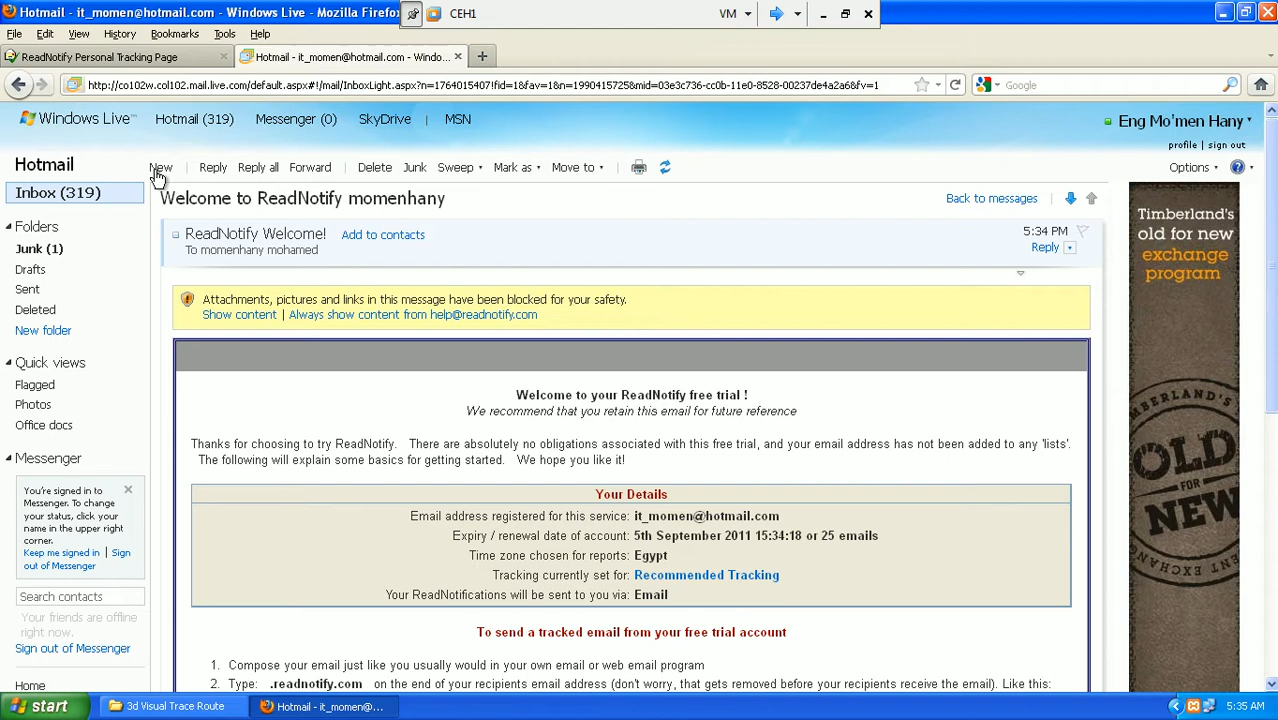 Hotmail - it_momen@hotmail.com - Windows Live - Mozilla Firefox
CEH1
VM
File Edit View History Bookmarks Tools Help
ReadNotify Personal Tracking Page
Hotmail - it_momen@hotmail.com - Windo...
http://co102w.col102.mail.live.com/default.aspx#!/mail/InboxLight.aspx?n=1764015407!fid=1&fav=1&n=1990415725&mid=03e3c736-cc0b-11e0-8528-00237de4a2a6&fv=1
Google
Windows Live™ Hotmail (319) Messenger (0) SkyDrive MSN
Eng Mo'men Hany
profile | sign out
Hotmail
New Reply Reply all Forward Delete Junk Sweep Mark as Move to
Options
Inbox (319)
Folders
Junk (1)
Drafts
Sent
Deleted
New folder
Quick views
Flagged
Photos
Office docs
Messenger
You're signed in to
Messenger. To change
your status, click your
name in the upper right
corner.
Keep me signed in | Sign
out of Messenger
Search contacts
Your friends are offline
right now.
Sign out of Messenger
Home
Welcome to ReadNotify momenhany
Back to messages
ReadNotify Welcome! Add to contacts
To momenhany mohamed
5:34 PM
Reply
Attachments, pictures and links in this message have been blocked for your safety.
Show content | Always show content from help@readnotify.com
Welcome to your ReadNotify free trial !
We recommend that you retain this email for future reference
Thanks for choosing to try ReadNotify. There are absolutely no obligations associated with this free trial, and your email address has not been added to any 'lists'.
The following will explain some basics for getting started. We hope you like it!
Your Details
Email address registered for this service: it_momen@hotmail.com
Expiry / renewal date of account: 5th September 2011 15:34:18 or 25 emails
Time zone chosen for reports: Egypt
Tracking currently set for: Recommended Tracking
Your ReadNotifications will be sent to you via: Email
To send a tracked email from your free trial account
1. Compose your email just like you usually would in your own email or web email program
2. Type: .readnotify.com on the end of your recipients email address (don't worry, that gets removed before your recipients receive the email). Like this:
Timberland's
old for new
exchange
program
OLD
FOR
NEW
start
3d Visual Trace Route
Hotmail - it_momen@...
5:35 AM